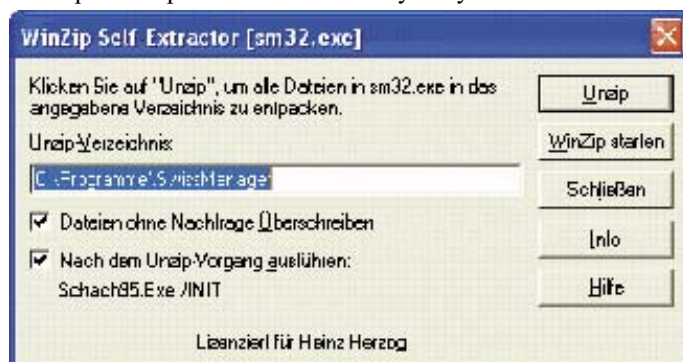 WinZip Self-Extractor [sm32.exe]
Klicken Sie auf "Unzip", um alle Dateien in sm32.exe in das
angegebene Verzeichnis zu entpacken.
Unzip
Unzip-Verzeichnis:
WinZip starten
C:\Programme\SwissManager
Schließen
Dateien ohne Nachfrage Überschreiben
Info
Nach dem Unzip-Vorgang ausführen:
Schach95.Exe /INIT
Hilfe
Lizenziert für Heinz Herzog